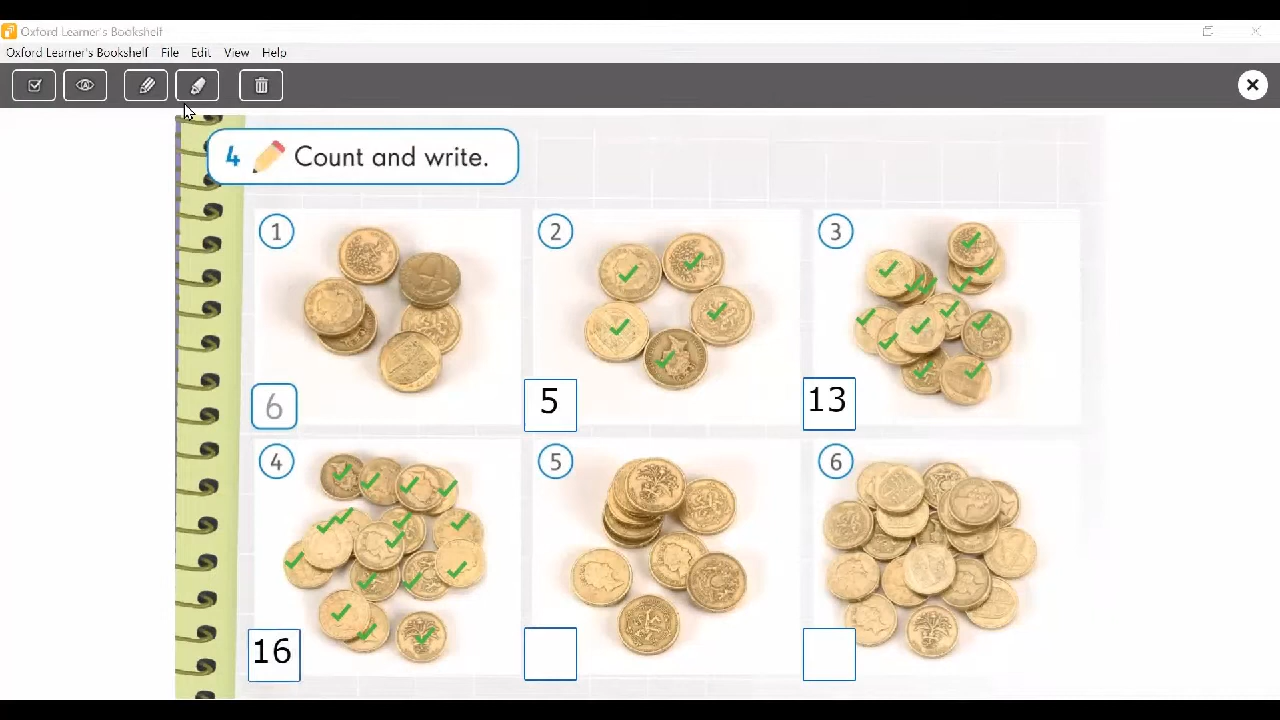 Oxford Learner's Bookshelf
Oxford Learner's Bookshelf File Edit View Help
4 Count and write.
1 2 3
6 5 13
4 5 6
16